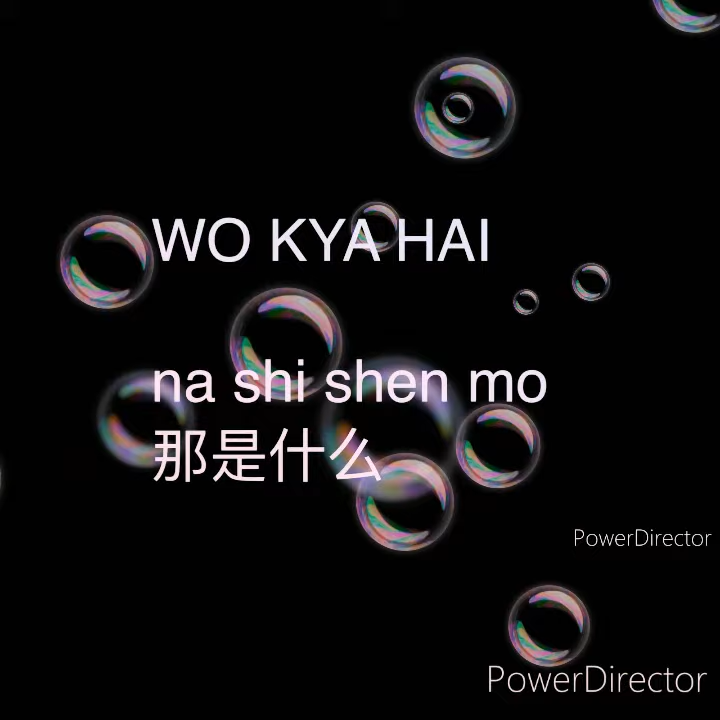 WO KYA HAI
na shi shen mo
那是什么
PowerDirector
PowerDirector